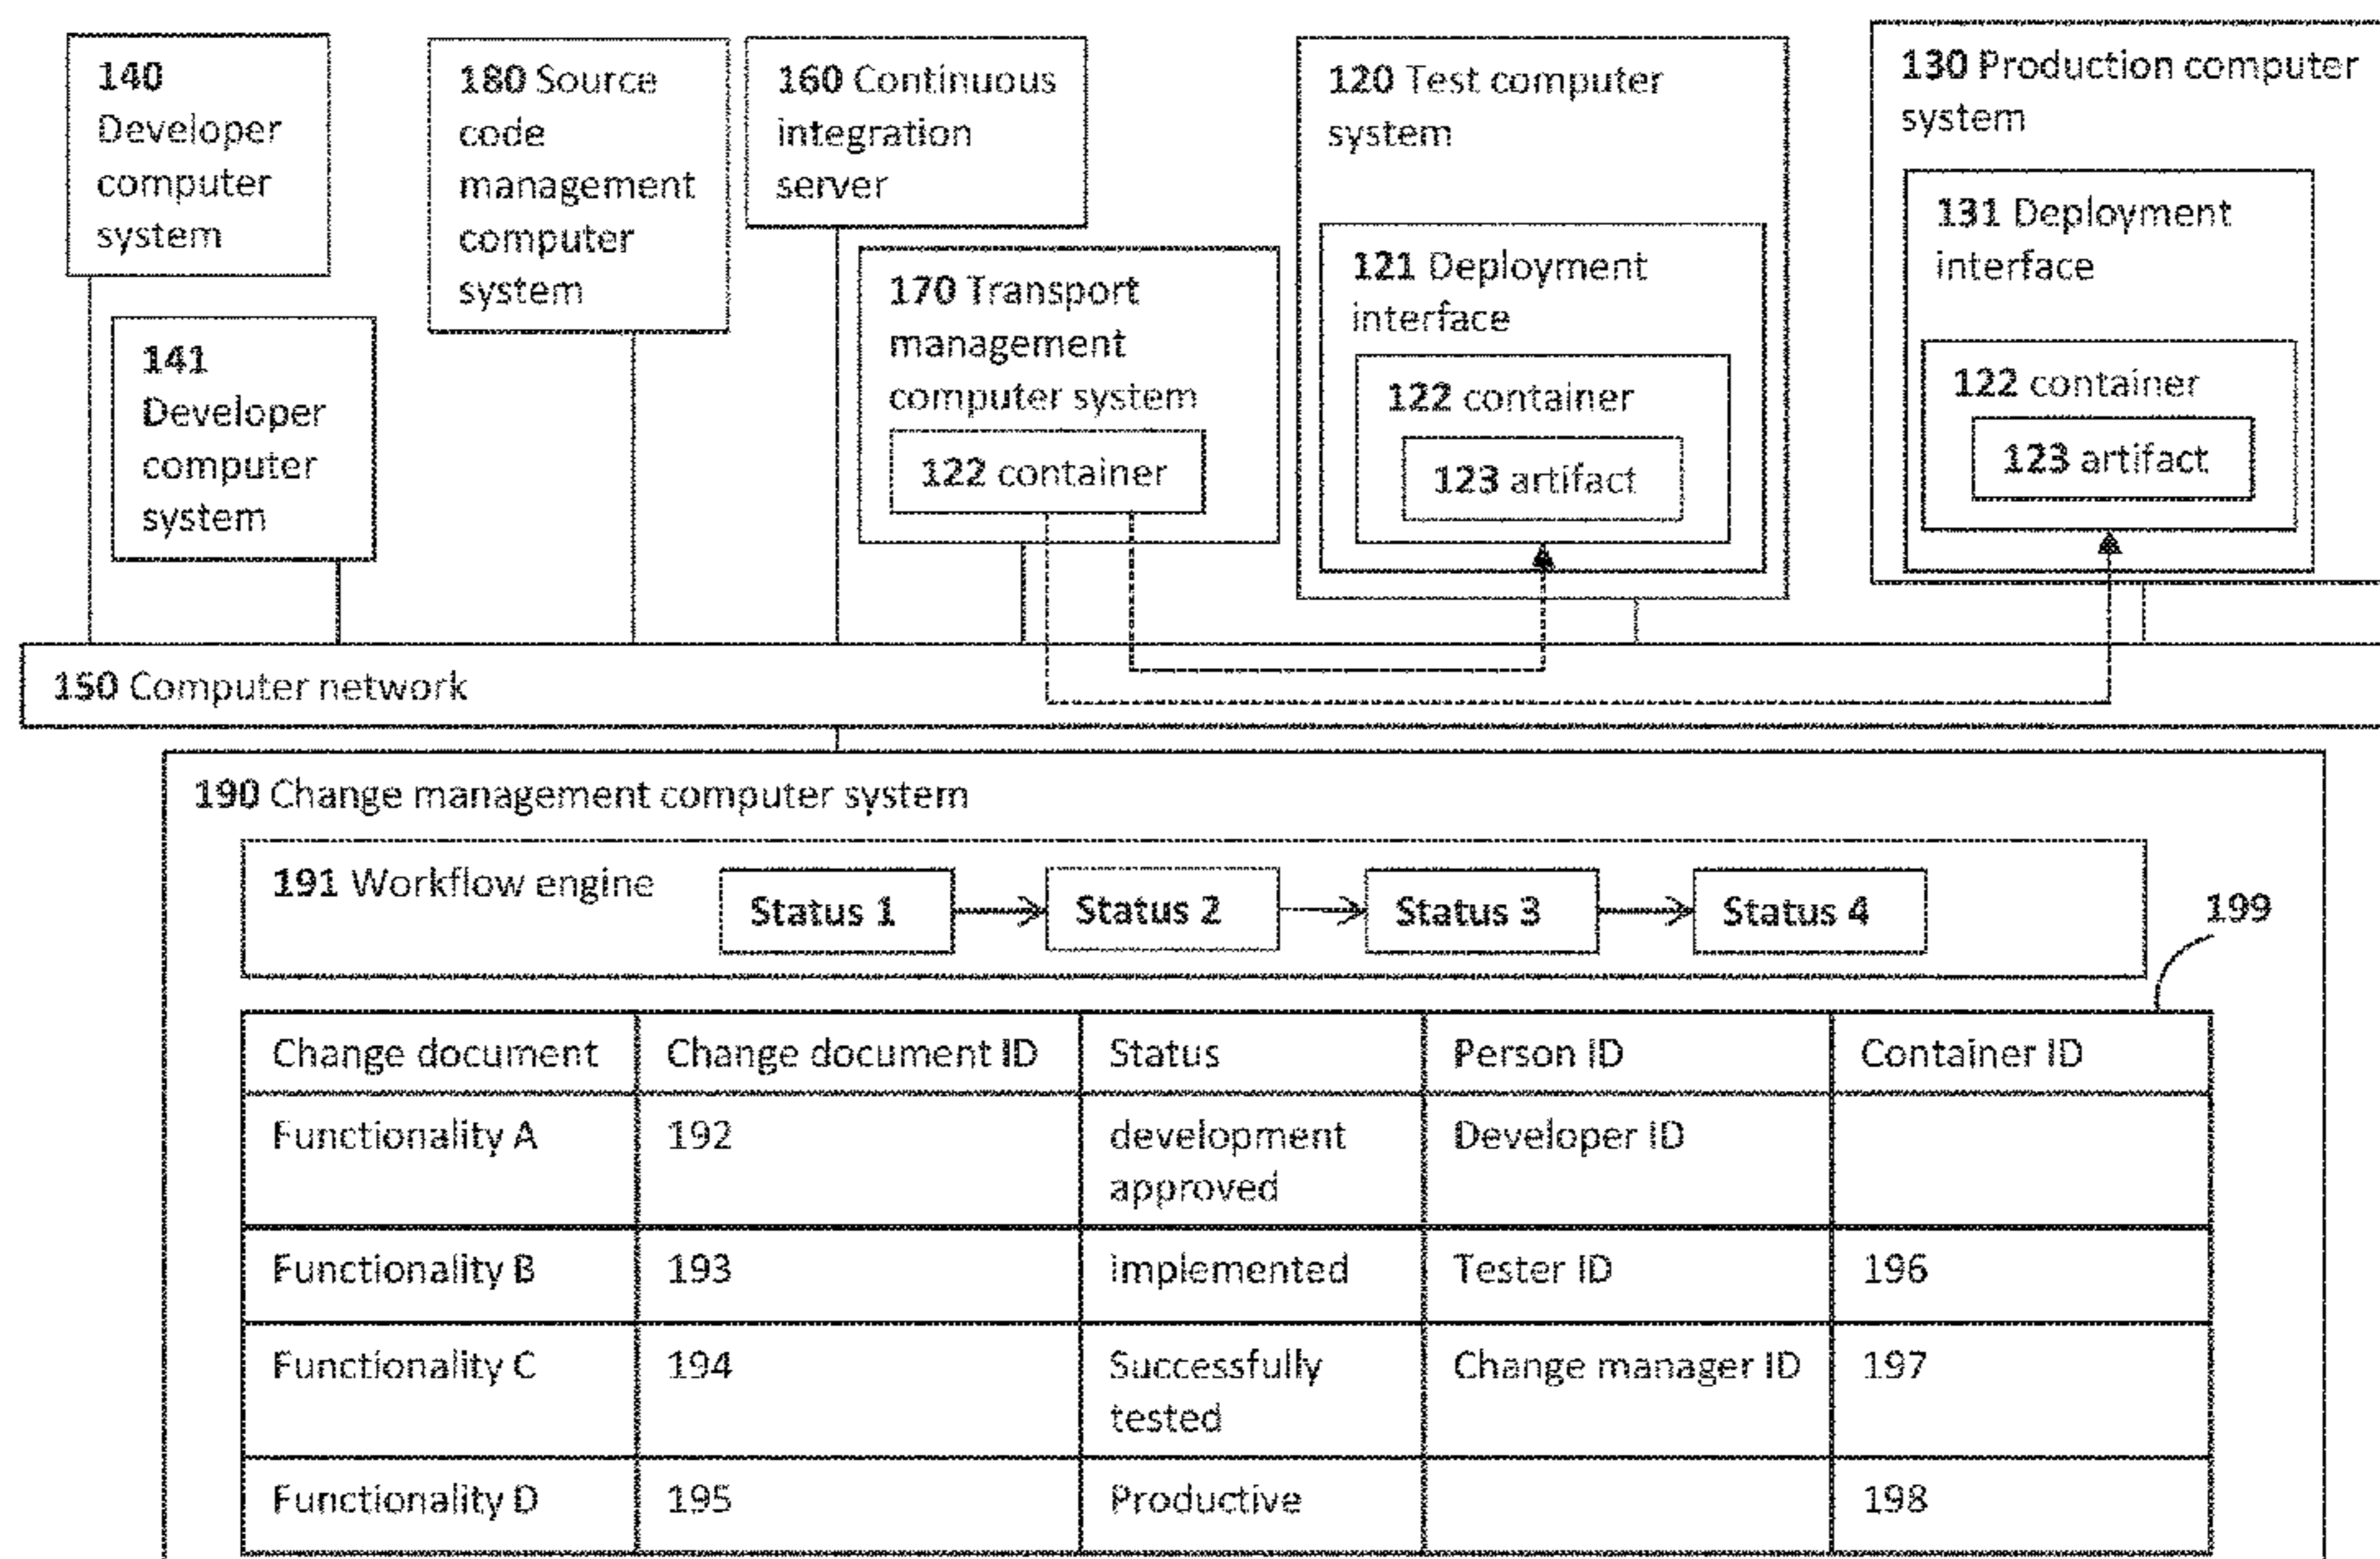 140
Developer
computer
system
141
Developer
computer
system
180 Source
code
management
computer
system
160 Continuous
integration
server
170 Transport
management
computer system
122 container
120 Test computer
system
121 Deployment
interface
122 container
123 artifact
130 Production computer
system
131 Deployment
interface
122 container
123 artifact
150 Computer network
190 Change management computer system
191 Workflow engine
Status 1
Status 2
Status 3
Status 4
199
Change document
Change document ID
Status
Person ID
Container ID
Functionality A
192
development
approved
Developer ID
Functionality B
193
implemented
Tester ID
196
Functionality C
194
Successfully
tested
Change manager ID
197
Functionality D
195
Productive
198